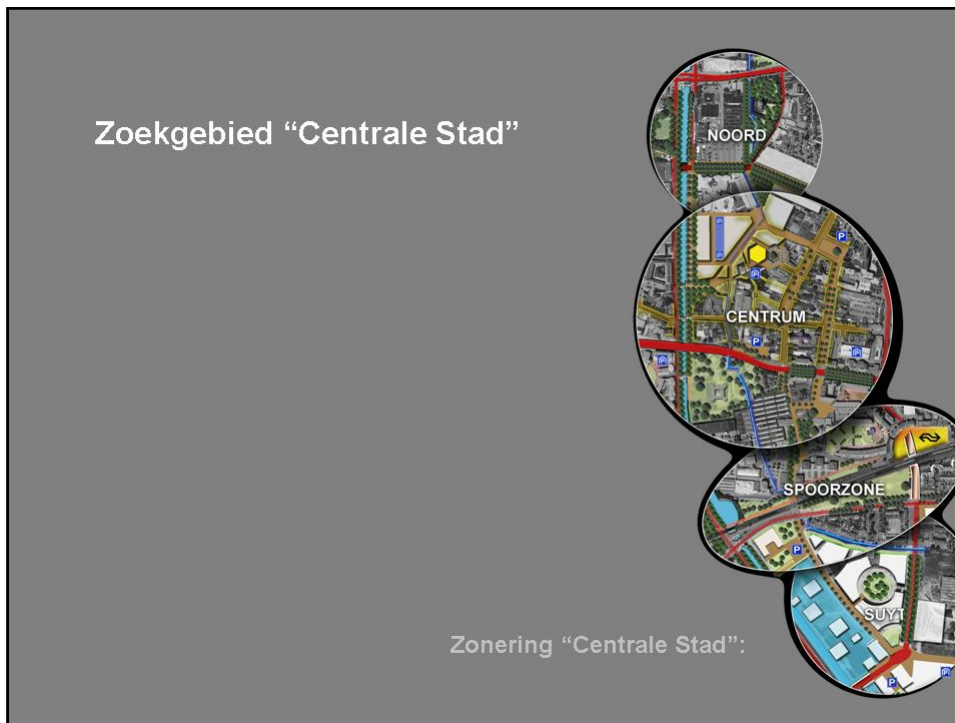 Zoekgebied “Centrale Stad”
NOORD
P
P
CENTRUM
P
P
P
P
SPOORZONE
P
SUYT
Zonering “Centrale Stad”:
P
P